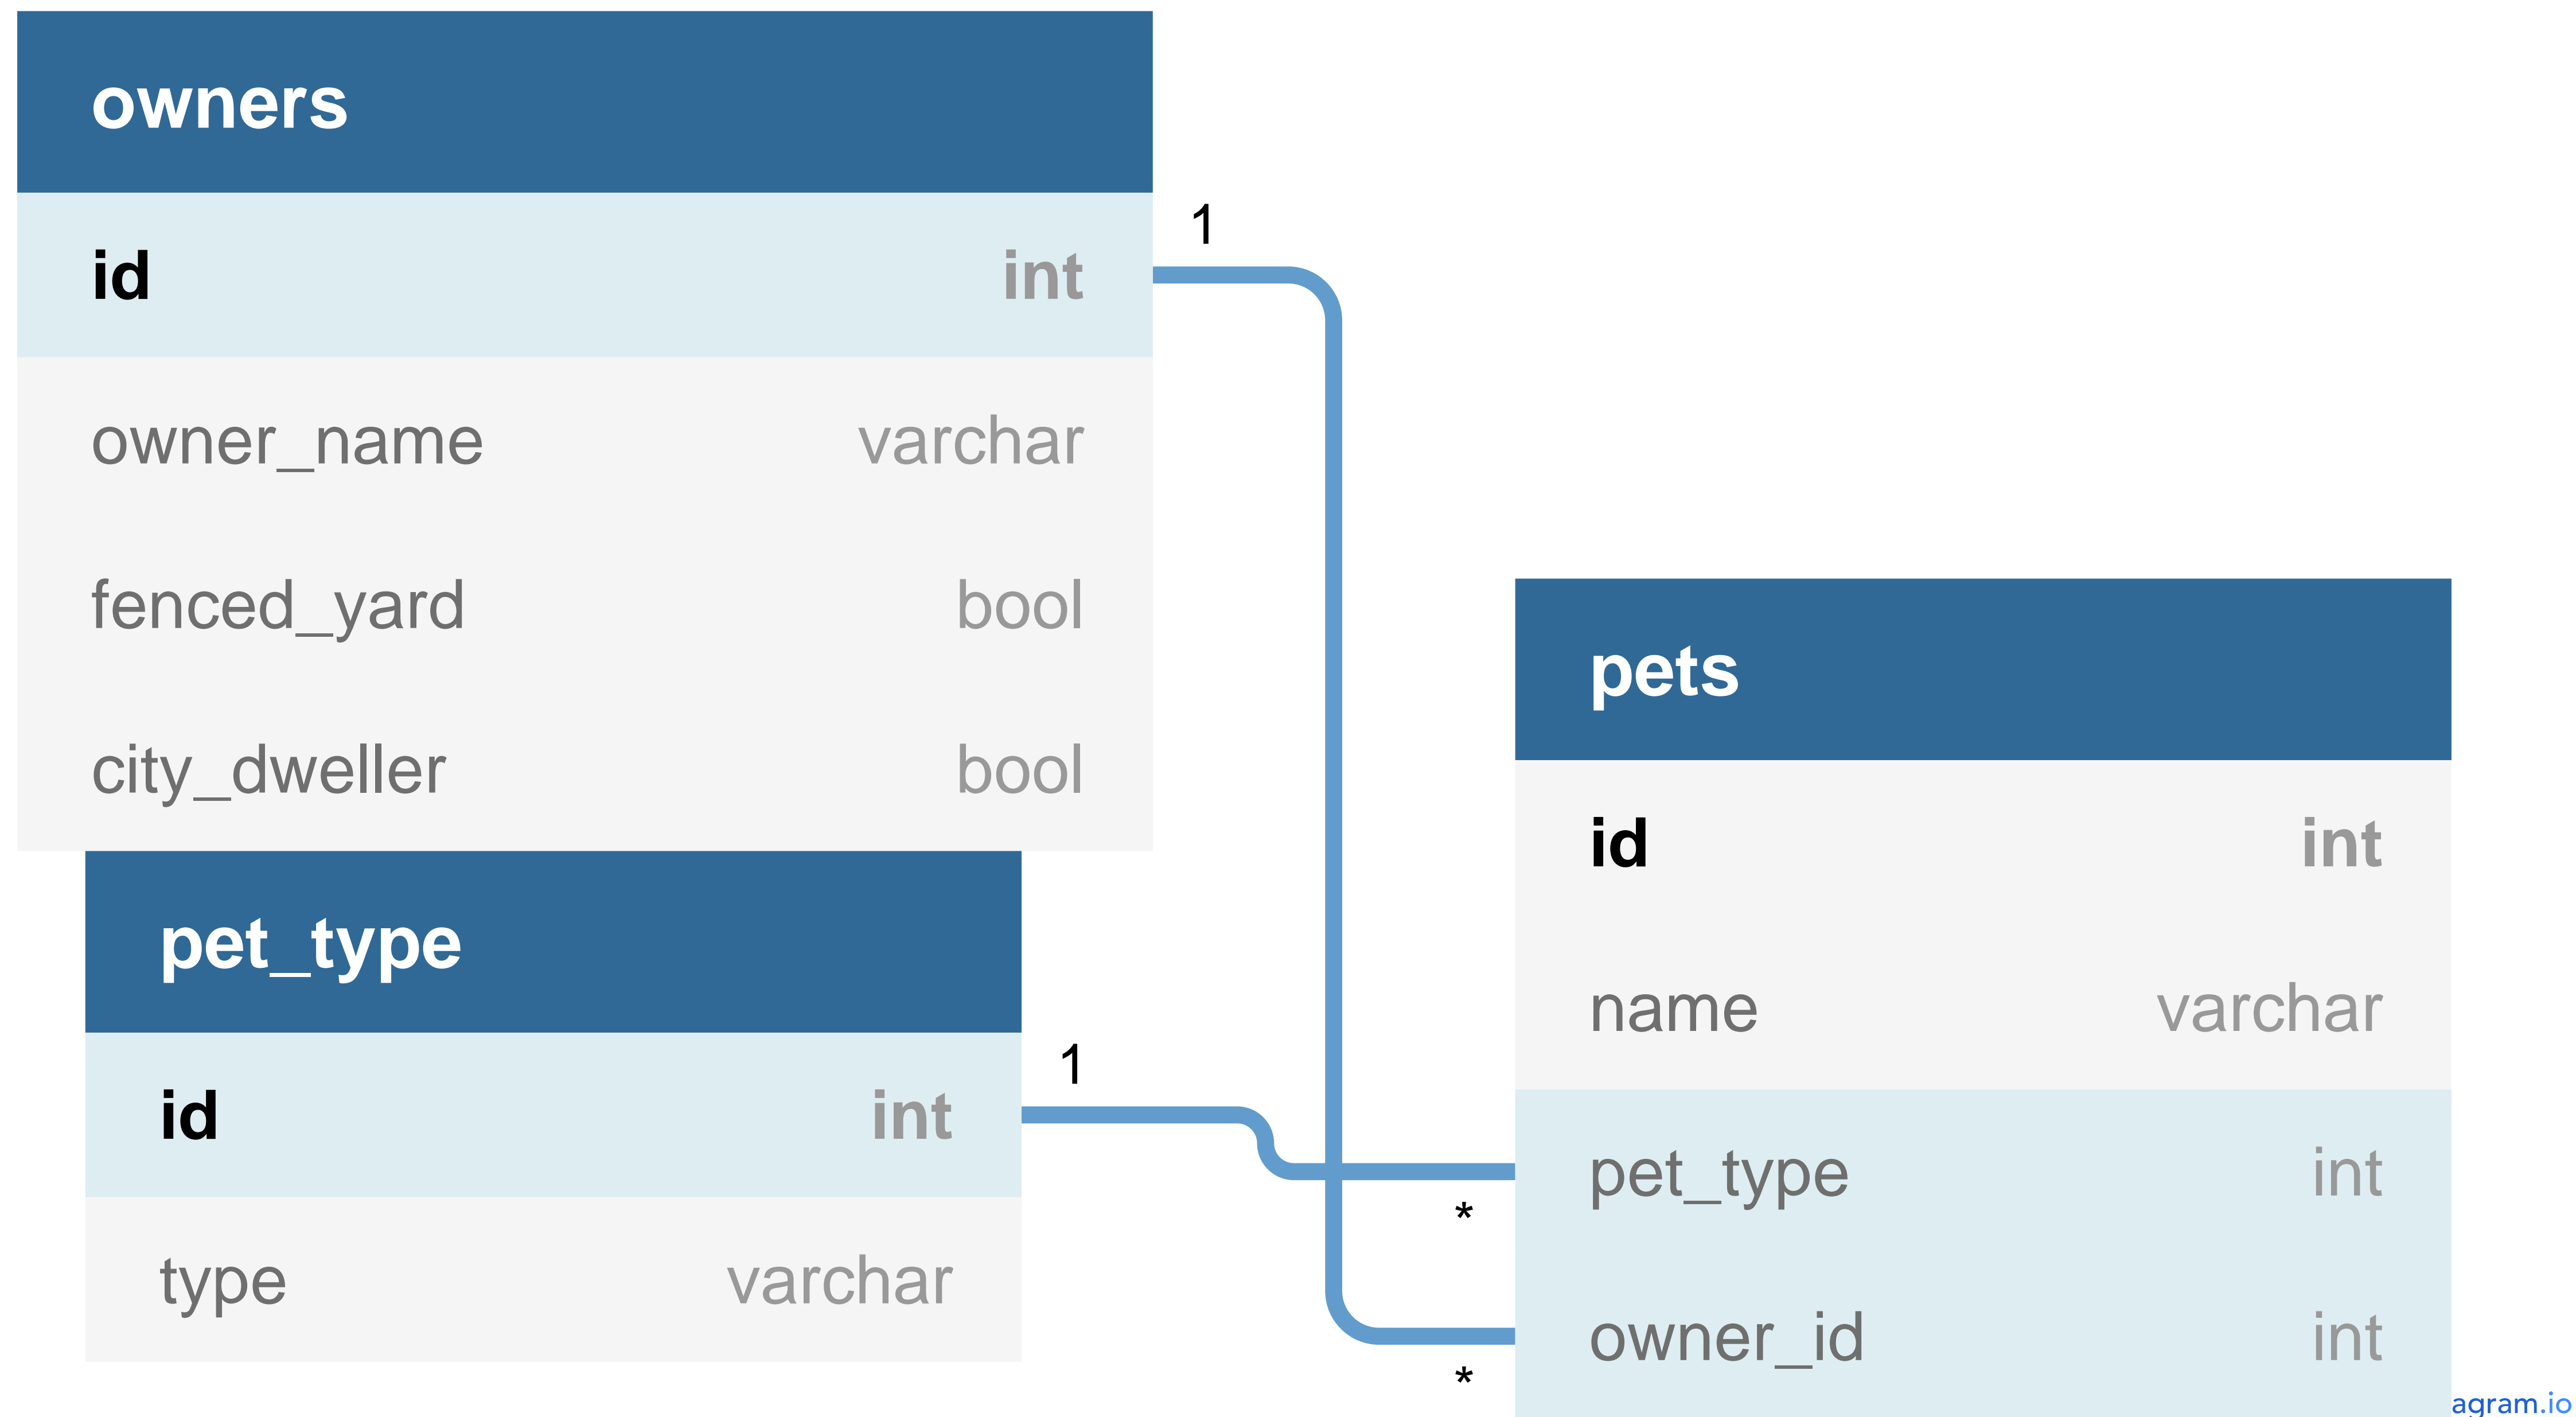 owners
id int
owner_name varchar
fenced_yard bool
city_dweller bool
pet_type
id int
type varchar
1
1
*
*
pets
id int
name varchar
pet_type int
owner_id int
agram.io